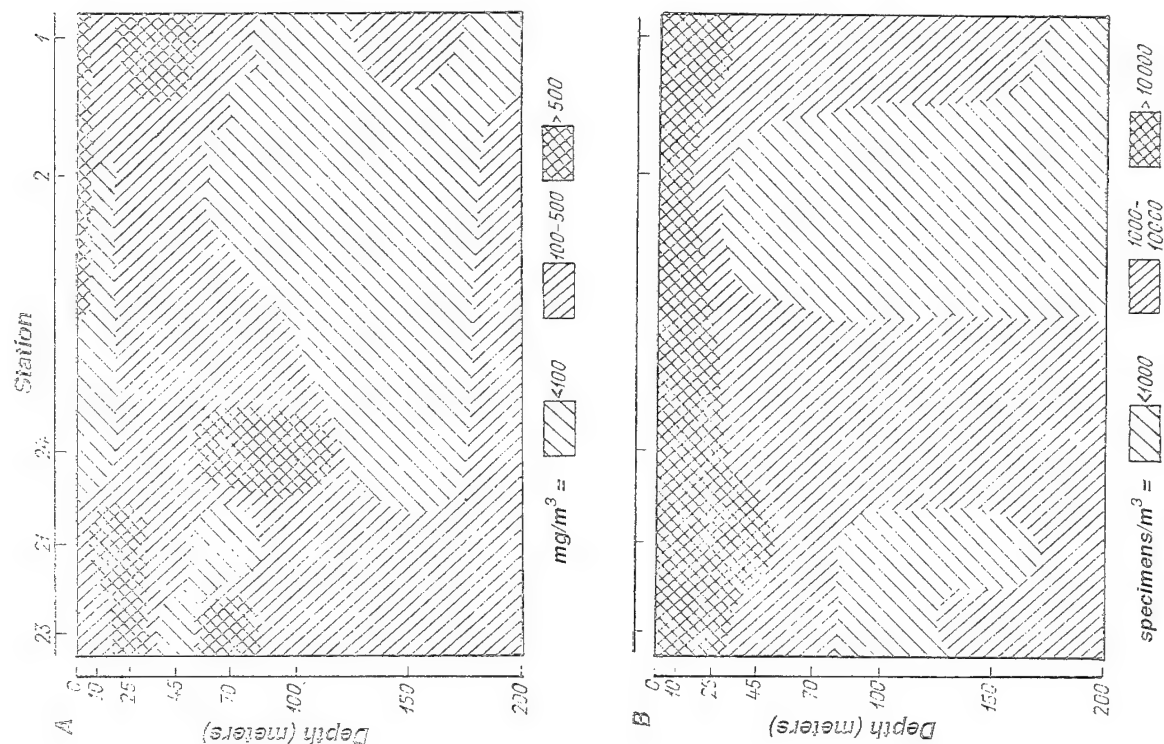 Station
23 21 24 2 1
0
10
25
45
70
100
150
200
Depth (meters)
A
mg/m³ = <100 100-500 >500
0
10
25
45
70
100
150
200
Depth (meters)
B
specimens/m³ = <1000 1000-
10000 >10000